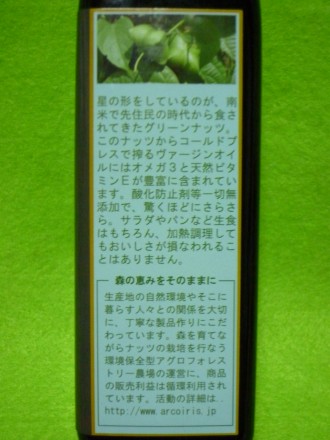 星の形をしているのが、南
米で先住民の時代から食さ
れてきたグリーンナッツ。
このナッツからコールドプ
レスで搾るヴァージンオイ
ルにはオメガ3と天然ビタ
ミンEが豊富に含まれてい
ます。酸化防止剤等一切無
添加で、驚くほどにさらさ
ら。サラダやパンなど生食
はもちろん、加熱調理して
もおいしさが損なわれるこ
とはありません。
森の恵みをそのままに
生産地の自然環境やそこに
暮らす人々との関係を大切
に、丁寧な製品作りにこだ
わっています。森を育てな
がらナッツの栽培を行なう
環境保全型アグロフォレス
トリー農場の運営に、商品
の販売利益は循環利用され
ています。活動の詳細は…
http://www.arcoiris.jp